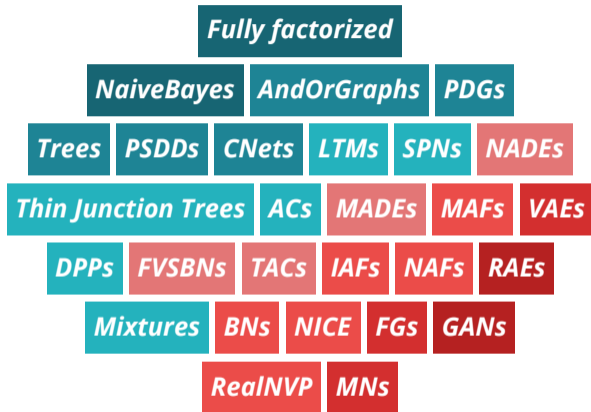 Fully factorized
NaiveBayes AndOrGraphs PDGs
Trees PSDDs CNets LTMs SPNs NADEs
Thin Junction Trees ACs MADEs MAFs VAEs
DPPs FVSBNs TACs IAFs NAFs RAEs
Mixtures BNs NICE FGs GANs
RealNVP MNs